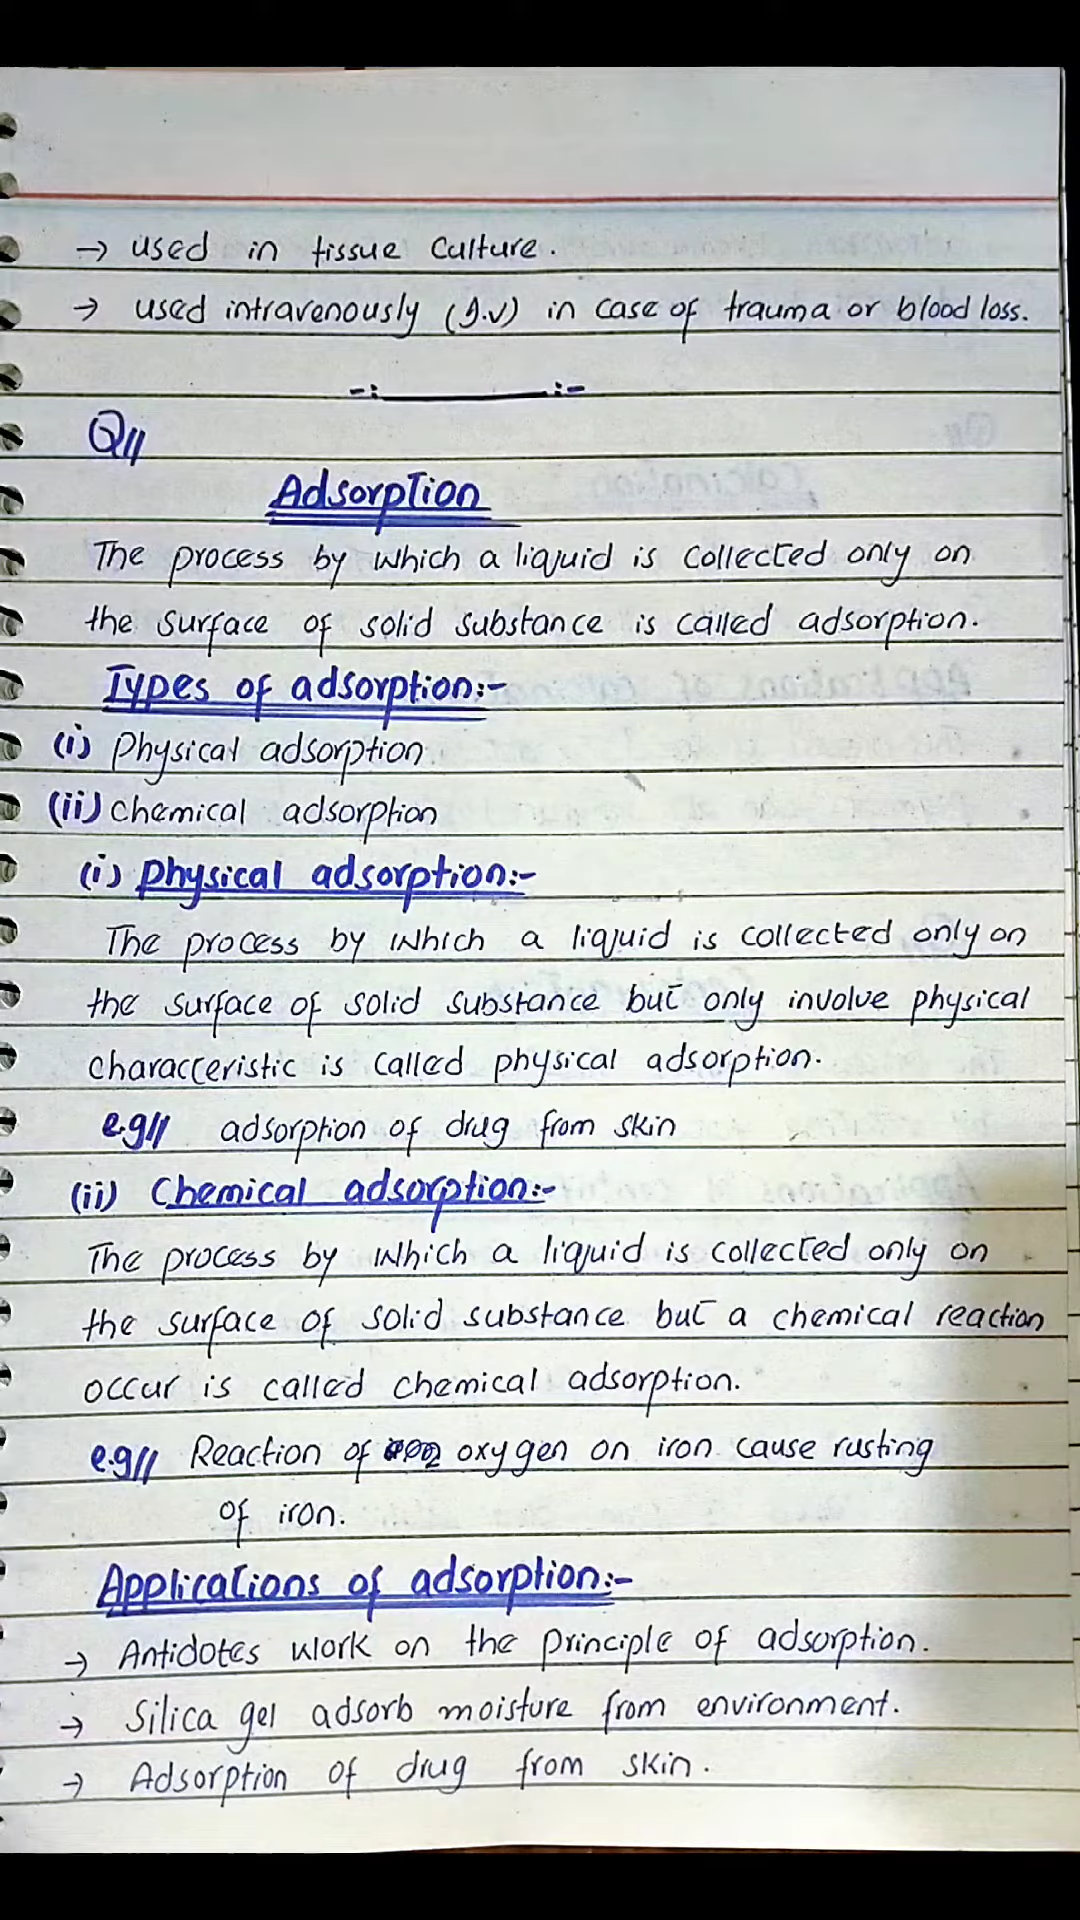 → used in tissue culture.
→ used intravenously (I.V) in case of trauma or blood loss.
-: :-
Q//
Adsorption
The process by which a liquid is collected only on
the surface of solid substance is called adsorption.
Types of adsorption:-
(i) Physical adsorption
(ii) Chemical adsorption
(i) Physical adsorption:-
The process by which a liquid is collected only on
the surface of solid substance but only involve physical
characteristic is called physical adsorption.
e.g// adsorption of drug from skin
(ii) Chemical adsorption:-
The process by which a liquid is collected only on
the surface of solid substance but a chemical reaction
occur is called chemical adsorption.
e.g// Reaction of oxygen on iron cause rusting
of iron.
Applications of adsorption:-
→ Antidotes work on the principle of adsorption.
→ Silica gel adsorb moisture from environment.
→ Adsorption of drug from skin.